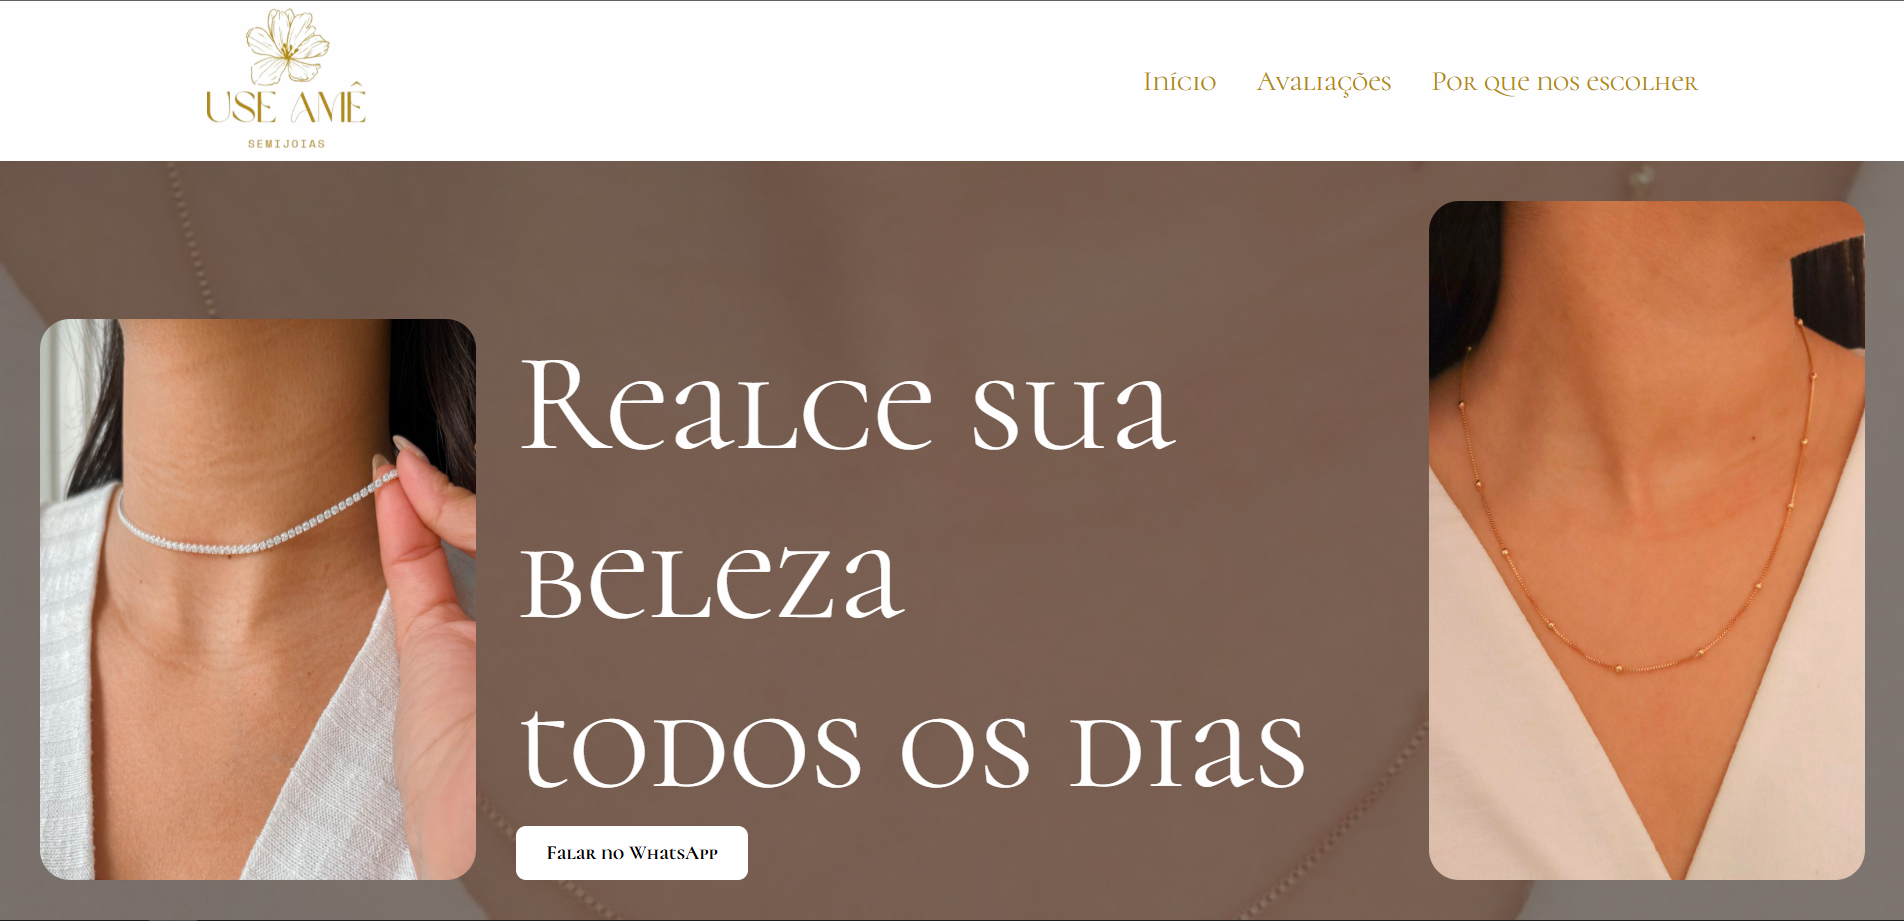 USE AMÊ
SEMIJOIAS
Início Avaliações Por que nos escolher
Realce sua
beleza
todos os dias
Falar no WhatsApp